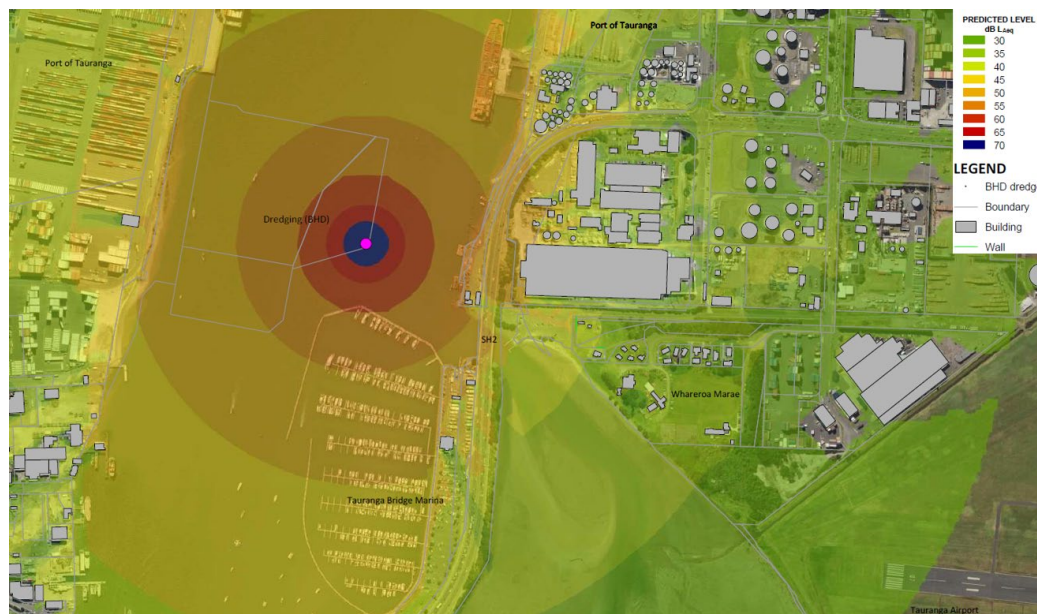 Port of Tauranga
Port of Tauranga
Dredging (BHD)
SH2
Whareroa Marae
Tauranga Bridge Marina
Tauranga Airport
PREDICTED LEVEL
dB LAeq
30
35
40
45
50
55
60
65
70
LEGEND
BHD dredge
Boundary
Building
Wall